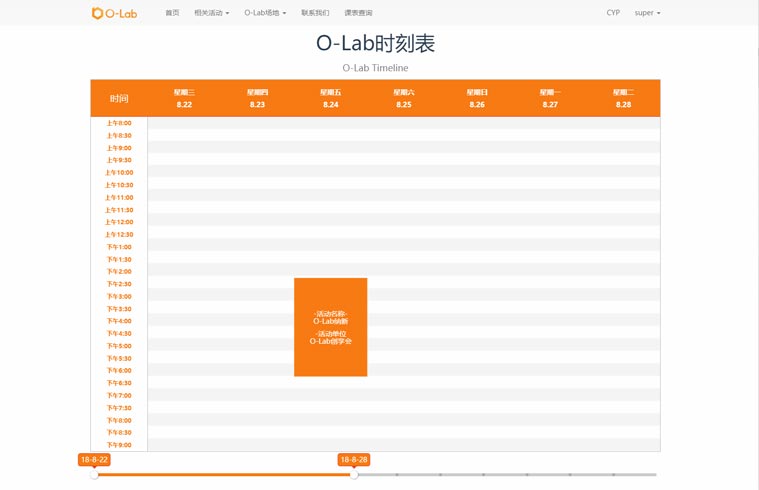 O-Lab 首页 相关活动 O-Lab场地 联系我们 课表查询 CYP super
O-Lab时刻表
O-Lab Timeline
时间 星期三 星期四 星期五 星期六 星期日 星期一 星期二
8.22 8.23 8.24 8.25 8.26 8.27 8.28
上午8:00
上午8:30
上午9:00
上午9:30
上午10:00
上午10:30
上午11:00
上午11:30
上午12:00
上午12:30
下午1:00
下午1:30
下午2:00
下午2:30
下午3:00
下午3:30
下午4:00
下午4:30
下午5:00
下午5:30
下午6:00
下午6:30
下午7:00
下午7:30
下午8:00
下午8:30
下午9:00
-活动名称-
O-Lab纳新
-活动单位
O-Lab创学会
18-8-22 18-8-28